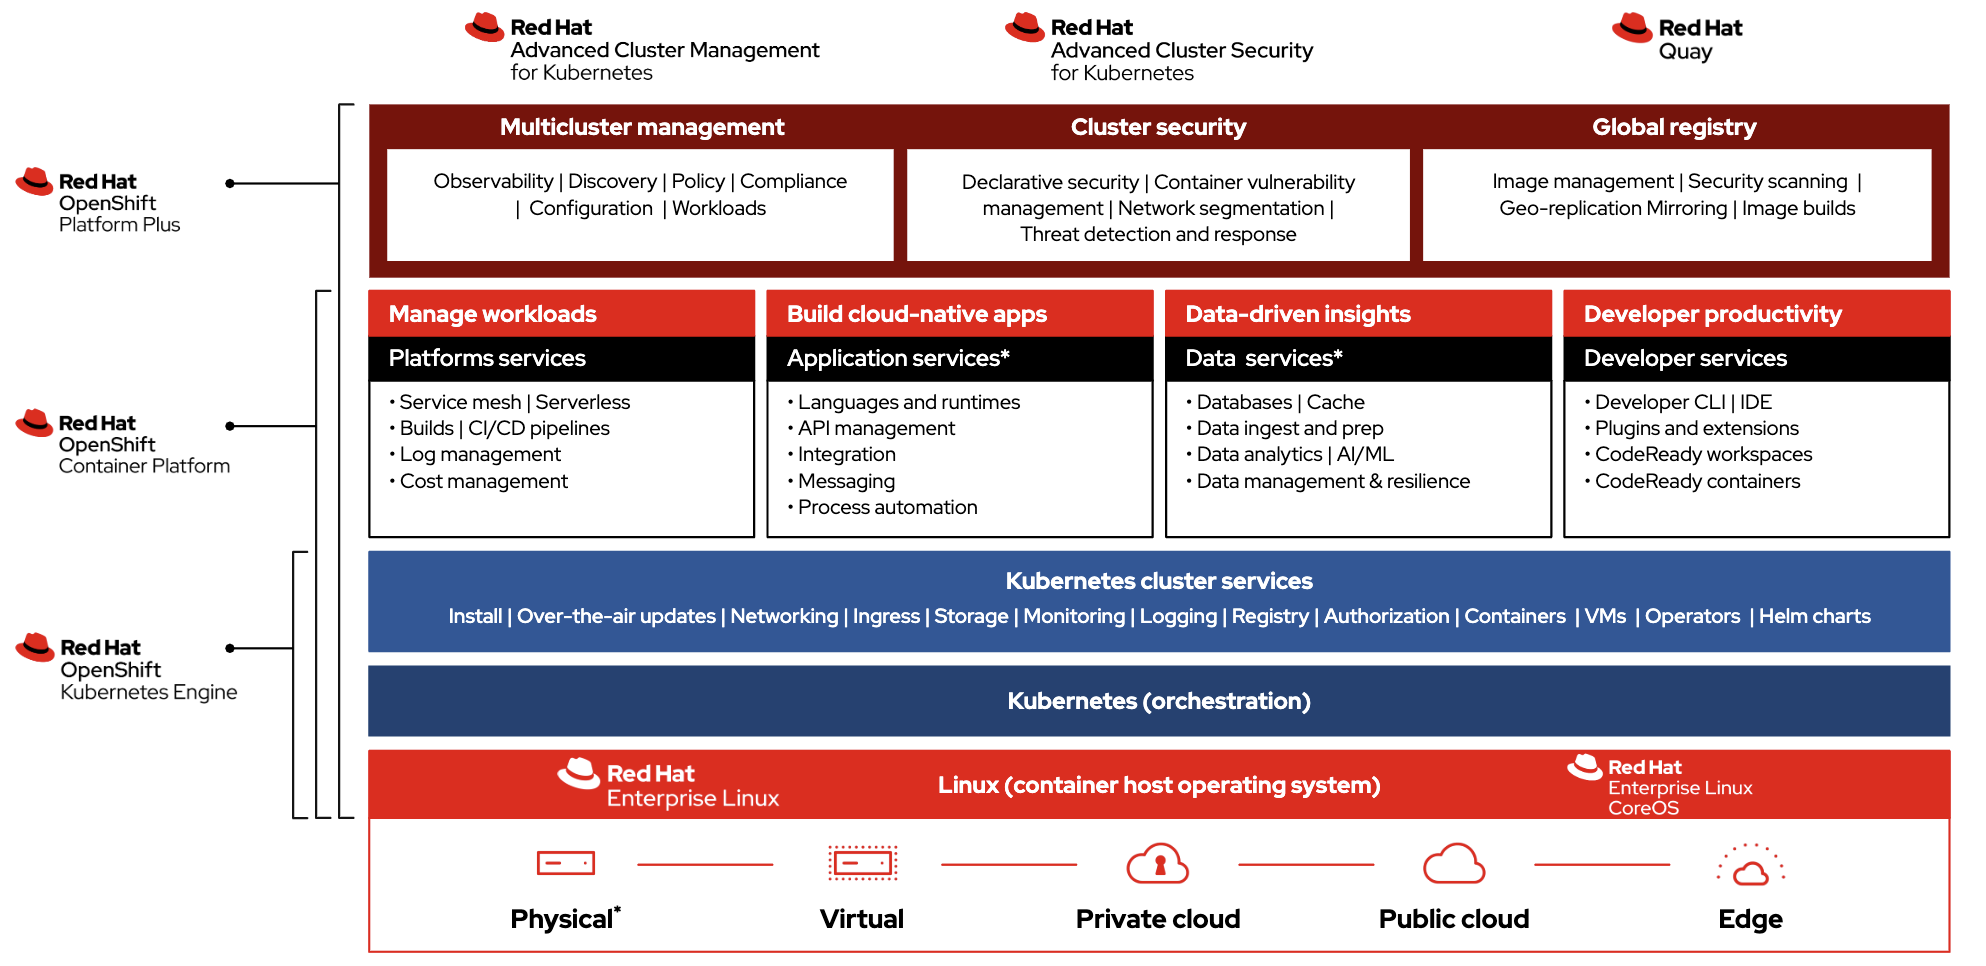 Red Hat
Advanced Cluster Management
for Kubernetes
Red Hat
Advanced Cluster Security
for Kubernetes
Red Hat
Quay
Red Hat
OpenShift
Platform Plus
Multicluster management
Observability | Discovery | Policy | Compliance
| Configuration | Workloads
Cluster security
Declarative security | Container vulnerability
management | Network segmentation |
Threat detection and response
Global registry
Image management | Security scanning |
Geo-replication Mirroring | Image builds
Red Hat
OpenShift
Container Platform
Manage workloads
Platforms services
• Service mesh | Serverless
• Builds | CI/CD pipelines
• Log management
• Cost management
Build cloud-native apps
Application services*
• Languages and runtimes
• API management
• Integration
• Messaging
• Process automation
Data-driven insights
Data services*
• Databases | Cache
• Data ingest and prep
• Data analytics | AI/ML
• Data management & resilience
Developer productivity
Developer services
• Developer CLI | IDE
• Plugins and extensions
• CodeReady workspaces
• CodeReady containers
Red Hat
OpenShift
Kubernetes Engine
Kubernetes cluster services
Install | Over-the-air updates | Networking | Ingress | Storage | Monitoring | Logging | Registry | Authorization | Containers | VMs | Operators | Helm charts
Kubernetes (orchestration)
Red Hat
Enterprise Linux
Linux (container host operating system)
Red Hat
Enterprise Linux
CoreOS
Physical*
Virtual
Private cloud
Public cloud
Edge